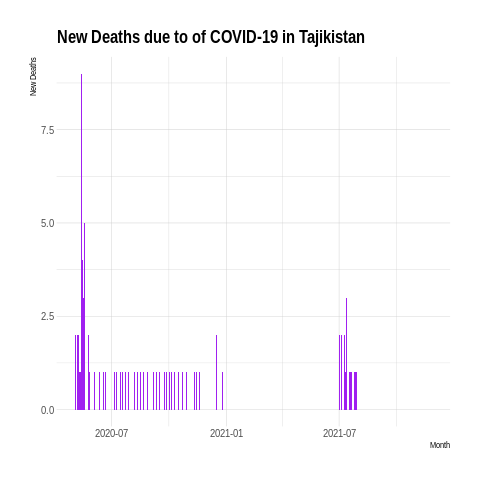 New Deaths due to of COVID-19 in Tajikistan
New Deaths
7.5
5.0
2.5
0.0
2020-07 2021-01 2021-07
Month